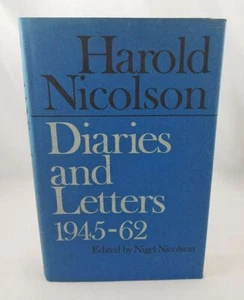 Harold
Nicolson
Diaries
and
Letters
1945-62
Edited by Nigel Nicolson